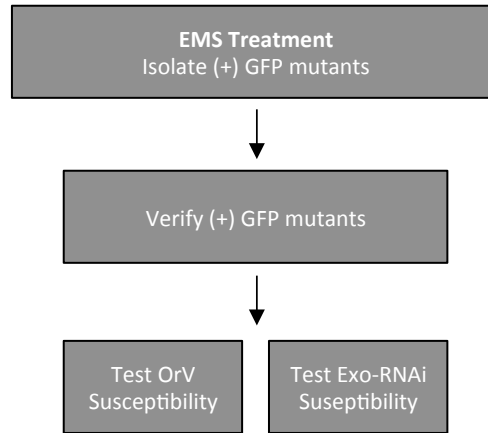 EMS Treatment
Isolate (+) GFP mutants
Verify (+) GFP mutants
Test OrV
Susceptibility
Test Exo-RNAi
Suseptibility